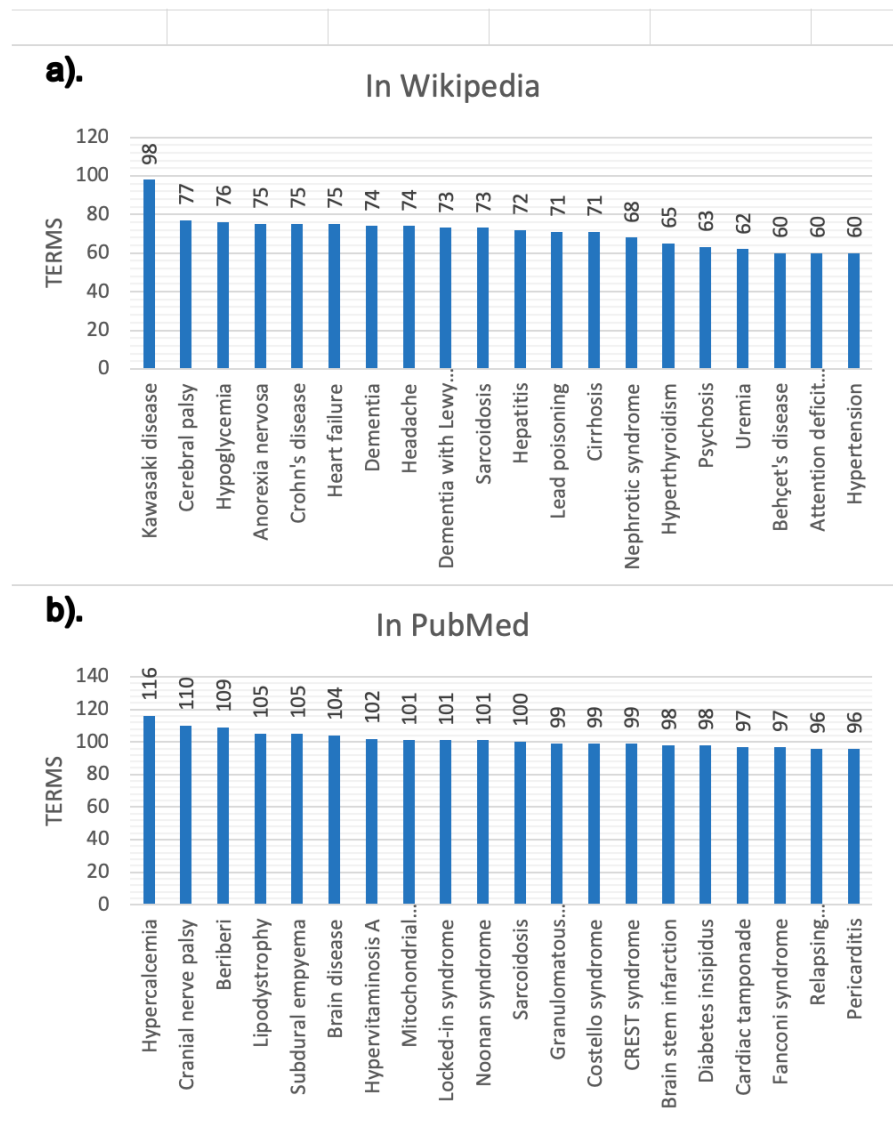 a).
In Wikipedia
TERMS
120
100
80
60
40
20
0
98
77
76
75
75
75
74
74
73
73
72
71
71
68
65
63
62
60
60
60
Kawasaki disease
Cerebral palsy
Hypoglycemia
Anorexia nervosa
Crohn's disease
Heart failure
Dementia
Headache
Dementia with Lewy...
Sarcoidosis
Hepatitis
Lead poisoning
Cirrhosis
Nephrotic syndrome
Hyperthyroidism
Psychosis
Uremia
Behçet's disease
Attention deficit...
Hypertension
b).
In PubMed
TERMS
140
120
100
80
60
40
20
0
116
110
109
105
105
104
102
101
101
101
100
99
99
99
98
98
97
97
96
96
Hypercalcemia
Cranial nerve palsy
Beriberi
Lipodystrophy
Subdural empyema
Brain disease
Hypervitaminosis A
Mitochondrial...
Locked-in syndrome
Noonan syndrome
Sarcoidosis
Granulomatous...
Costello syndrome
CREST syndrome
Brain stem infarction
Diabetes insipidus
Cardiac tamponade
Fanconi syndrome
Relapsing...
Pericarditis